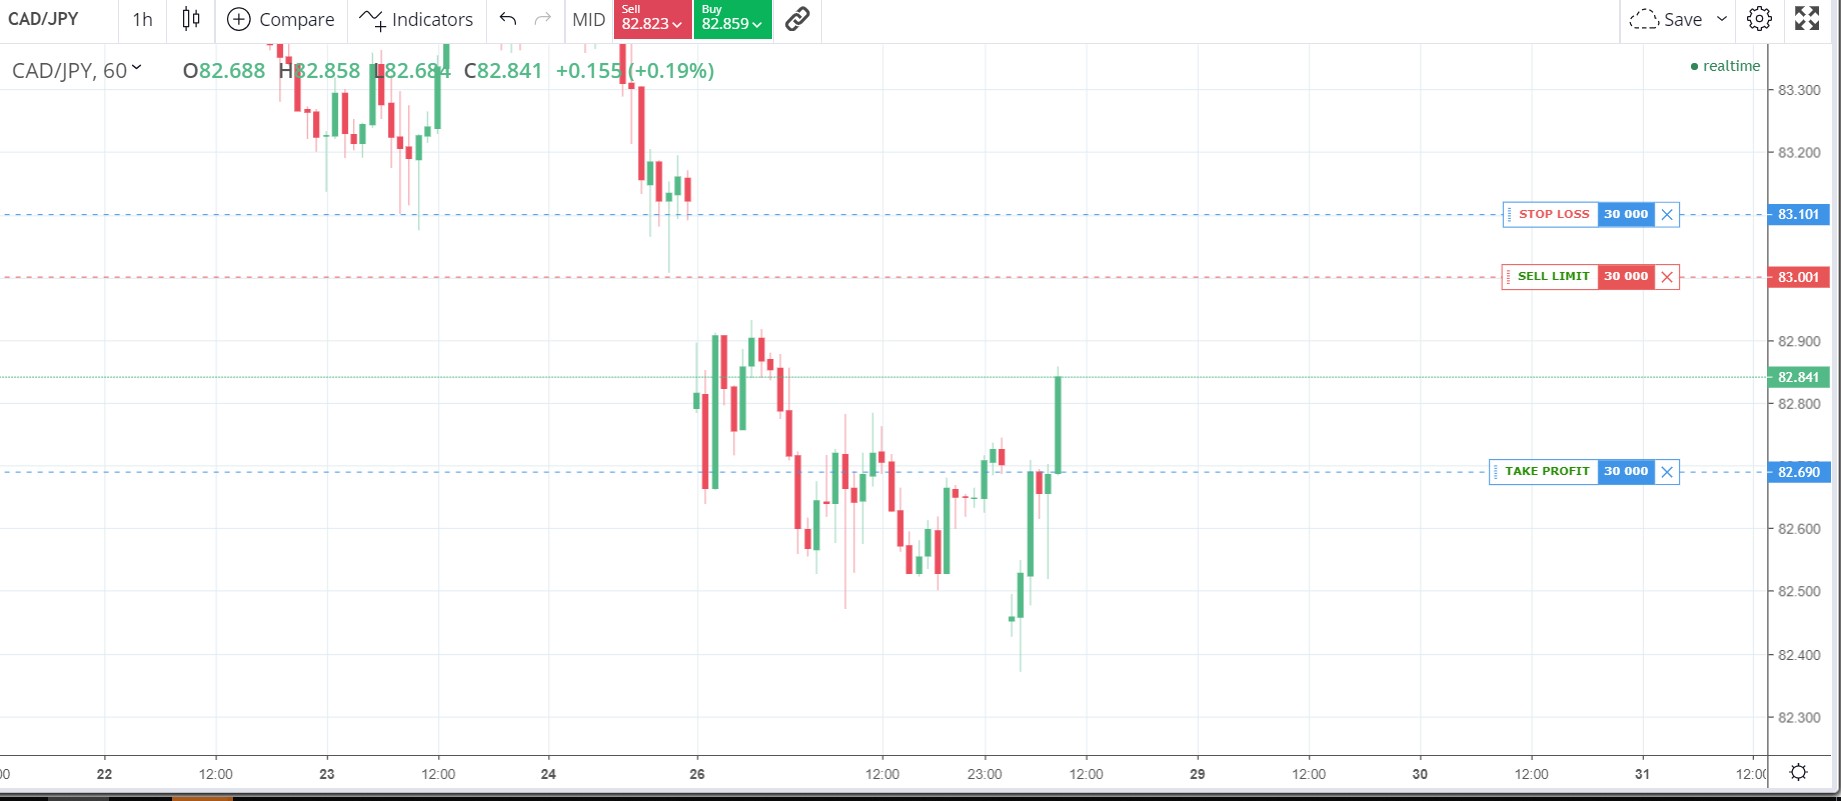 CAD/JPY 1h Compare Indicators MID Sell 82.823 Buy 82.859 Save
CAD/JPY, 60 O82.688 H82.858 L82.684 C82.841 +0.155 (+0.19%)
realtime
83.300
83.200
STOP LOSS 30 000 83.101
SELL LIMIT 30 000 83.001
82.900
82.841
82.800
TAKE PROFIT 30 000 82.690
82.600
82.500
82.400
82.300
:00 22 12:00 23 12:00 24 26 12:00 23:00 12:00 29 12:00 30 12:00 31 12:00